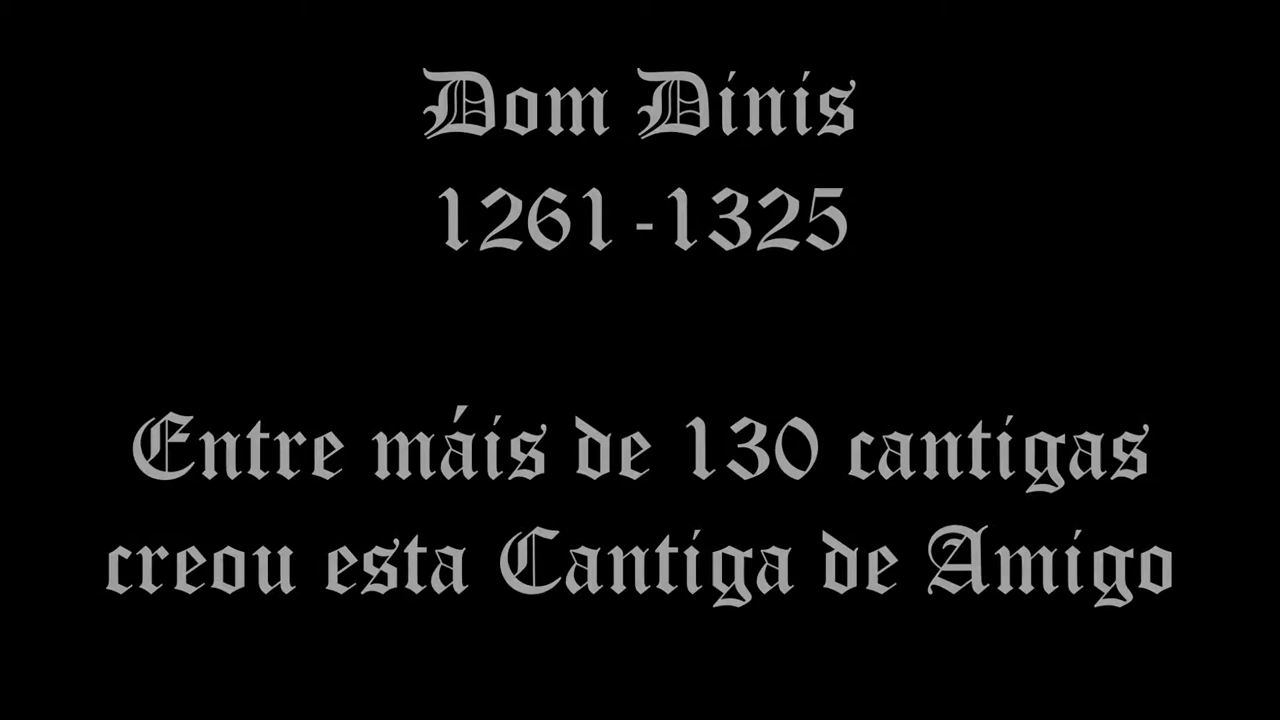 Dom Dinis
1261-1325
Entre máis de 130 cantigas
creou esta Cantiga de Amigo